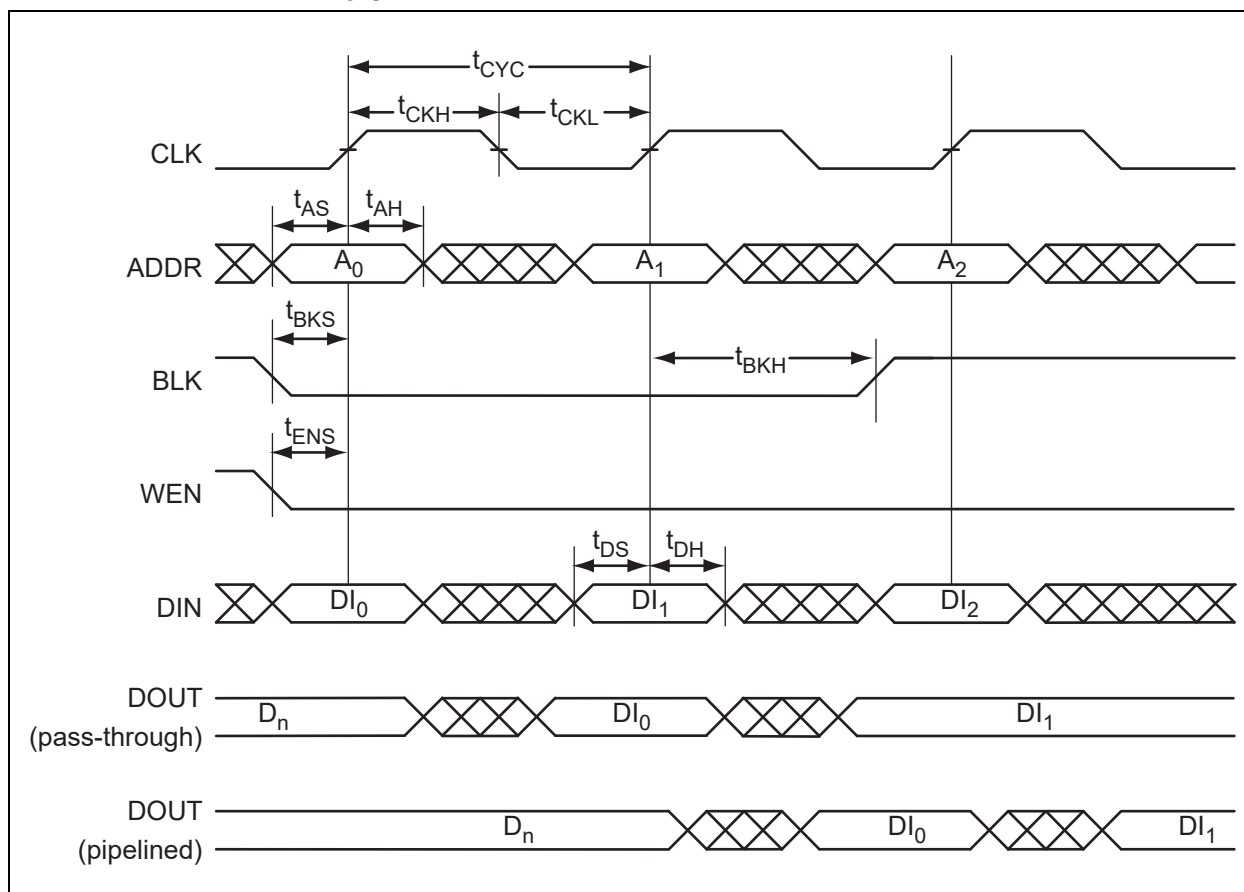 tCYC
tCKH tCKL
CLK
tAS tAH
ADDR A0 A1 A2
tBKS
tBKH
BLK
tENS
WEN
tDS tDH
DIN DI0 DI1 DI2
DOUT
(pass-through) Dn DI0 DI1
DOUT
(pipelined) Dn DI0 DI1